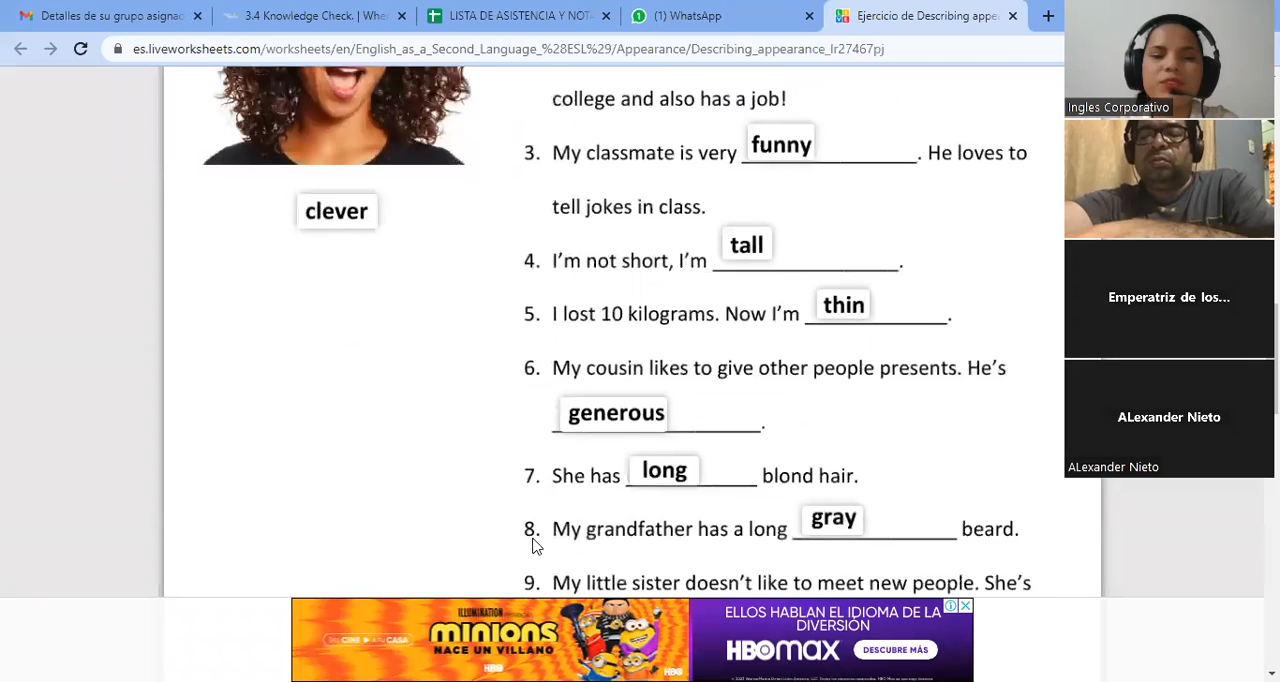 Detalles de su grupo asignado
3.4 Knowledge Check. Whe
LISTA DE ASISTENCIA Y NOT
(1) WhatsApp
Ejercicio de Describing appe
es.liveworksheets.com/worksheets/en/English_as_a_Second_Language_%28ESL%29/Appearance/Describing_appearance_lr27467pj
college and also has a job!
3. My classmate is very funny. He loves to
tell jokes in class.
clever
4. I'm not short, I'm tall.
5. I lost 10 kilograms. Now I'm thin.
6. My cousin likes to give other people presents. He's
generous.
7. She has long blond hair.
8. My grandfather has a long gray beard.
9. My little sister doesn't like to meet new people. She's
Ingles Corporativo
Emperatriz de los...
ALexander Nieto
ALexander Nieto
ILLUMINATION
minions
NACE UN VILLANO
HBO
HBO
ELLOS HABLAN EL IDIOMA DE LA
DIVERSIÓN
HBOmax
DESCUBRE MÁS